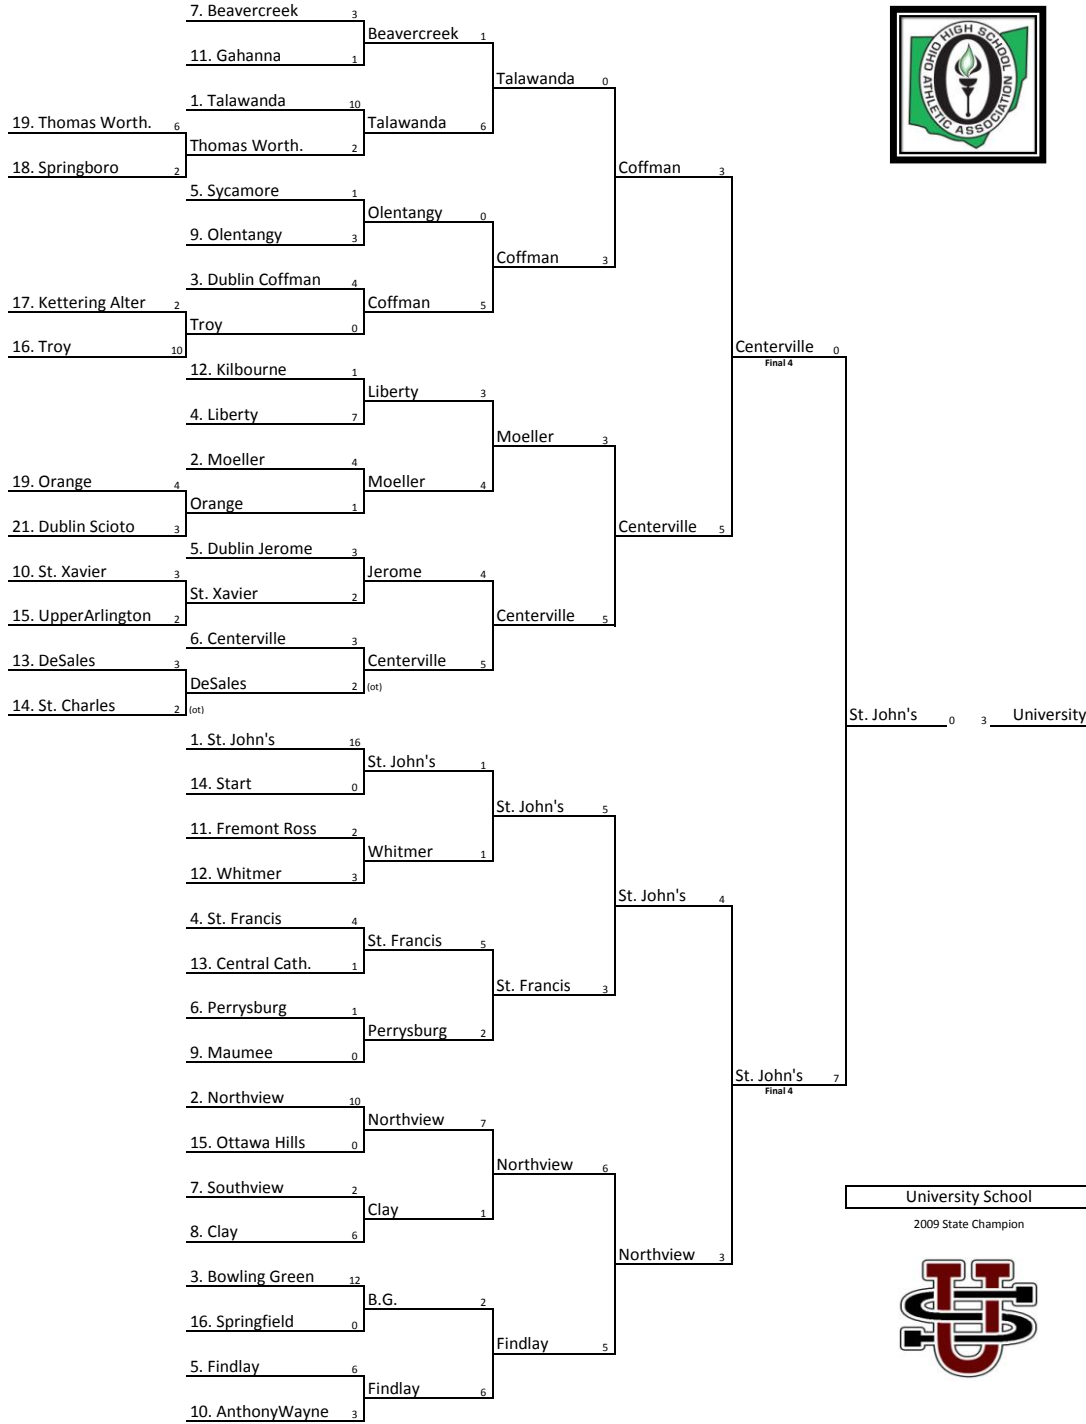 7. Beavercreek 3
Beavercreek 1
11. Gahanna 1
Talawanda 0
1. Talawanda 10
19. Thomas Worth. 6
Talawanda 6
Thomas Worth. 2
18. Springboro 2
Coffman 3
5. Sycamore 1
Olentangy 0
9. Olentangy 3
Coffman 3
3. Dublin Coffman 4
17. Kettering Alter 2
Coffman 5
Troy 0
16. Troy 10
Centerville 0
Final 4
12. Kilbourne 1
Liberty 3
4. Liberty 7
Moeller 3
2. Moeller 4
19. Orange 4
Moeller 4
Orange 1
21. Dublin Scioto 3
Centerville 5
5. Dublin Jerome 3
10. St. Xavier 3
Jerome 4
St. Xavier 2
15. UpperArlington 2
Centerville 5
6. Centerville 3
13. DeSales 3
Centerville 5
DeSales 2 (ot)
14. St. Charles 2 (ot)
St. John's 0 3 University
1. St. John's 16
St. John's 1
14. Start 0
St. John's 5
11. Fremont Ross 2
Whitmer 1
12. Whitmer 3
St. John's 4
4. St. Francis 4
St. Francis 5
13. Central Cath. 1
St. Francis 3
6. Perrysburg 1
Perrysburg 2
9. Maumee 0
St. John's 7
Final 4
2. Northview 10
Northview 7
15. Ottawa Hills 0
Northview 6
7. Southview 2
Clay 1
8. Clay 6
Northview 3
3. Bowling Green 12
B.G. 2
16. Springfield 0
Findlay 5
5. Findlay 6
Findlay 6
10. AnthonyWayne 3
OHIO HIGH SCHOOL
ATHLETIC ASSOCIATION
University School
2009 State Champion
US